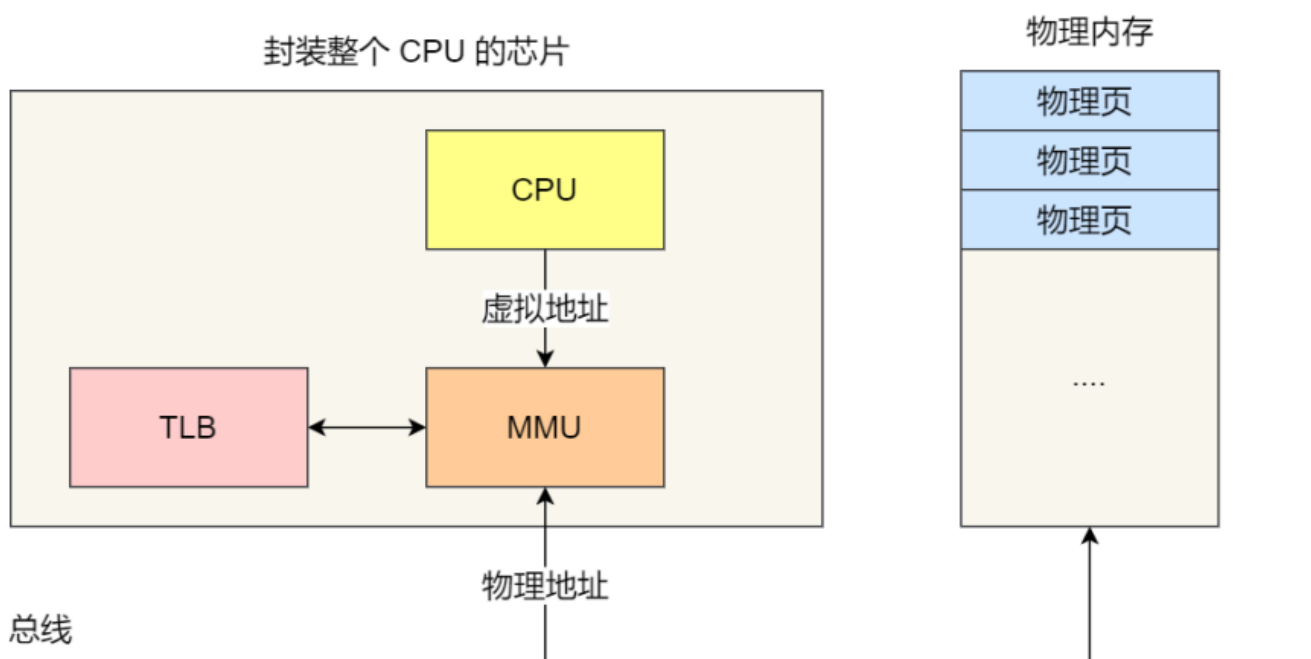 封装整个 CPU 的芯片
物理内存
物理页
物理页
物理页
CPU
虚拟地址
TLB
MMU
....
物理地址
总线